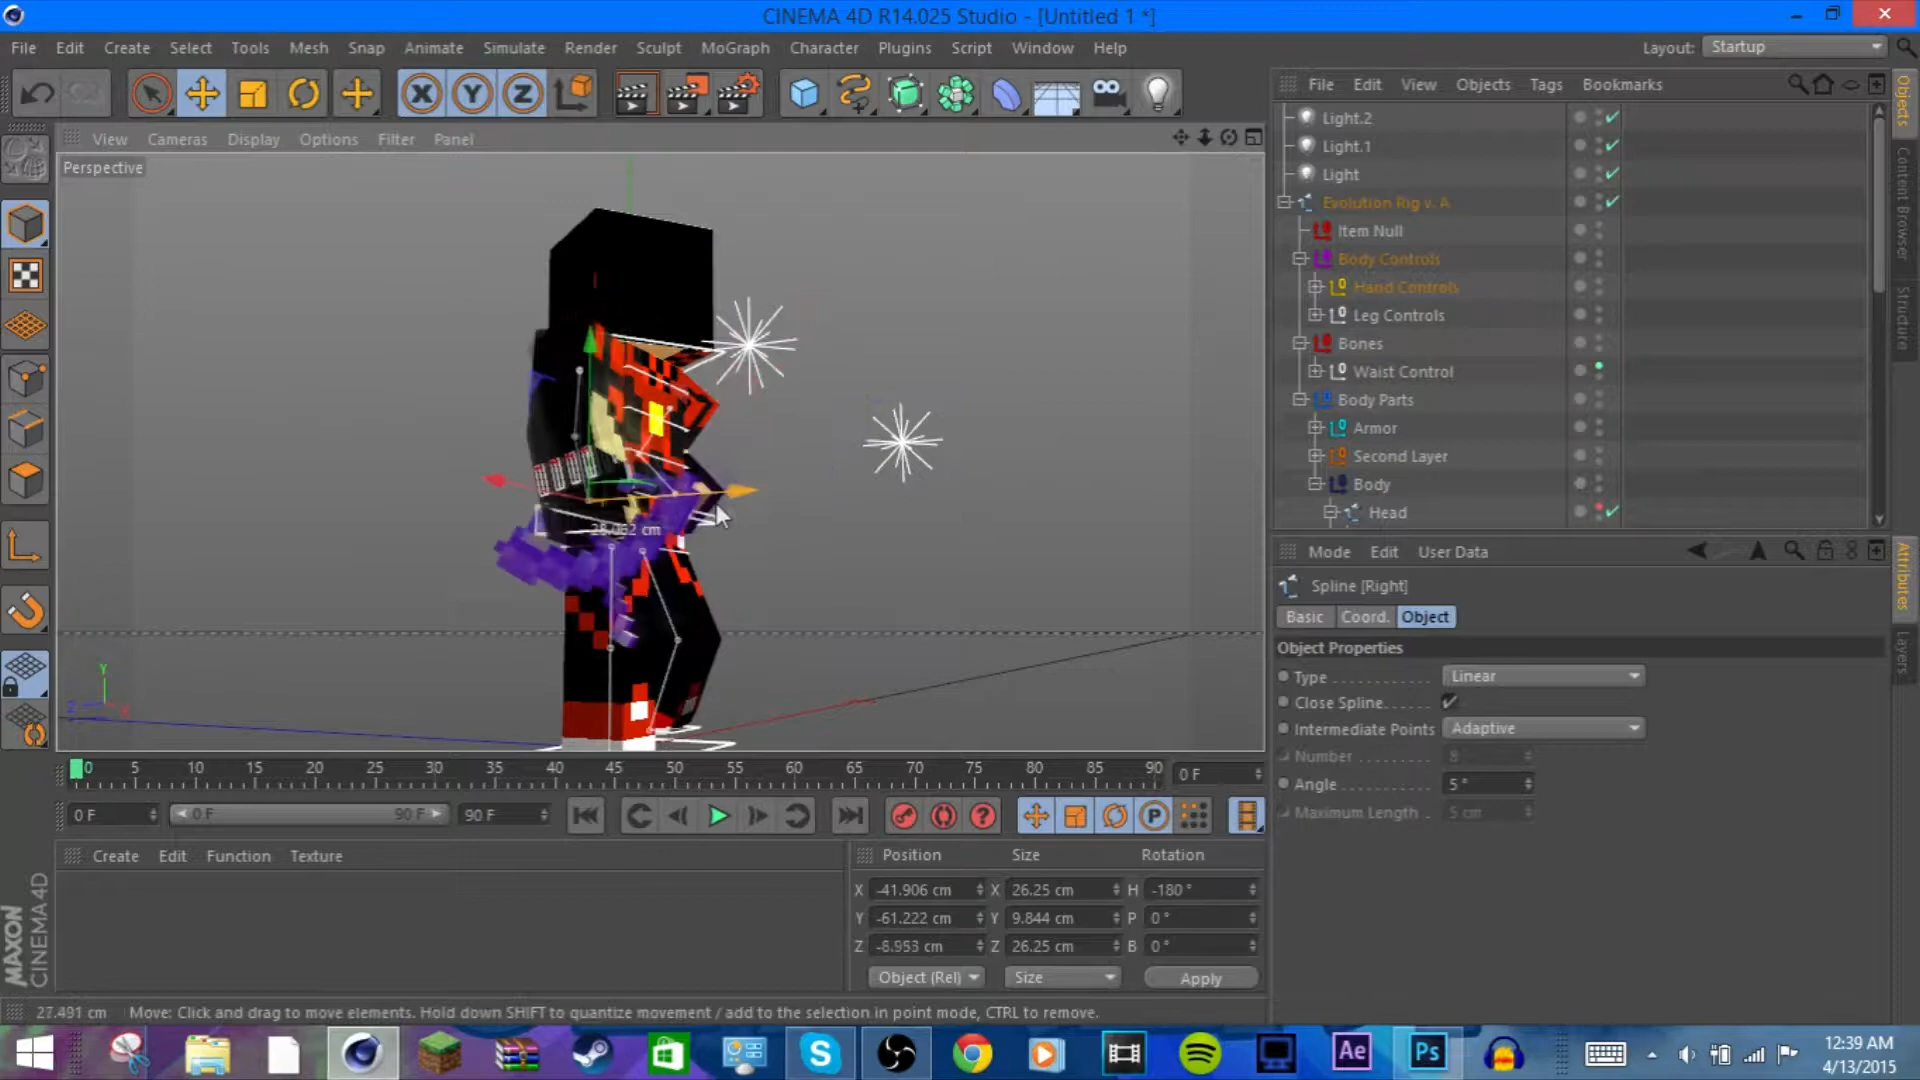 CINEMA 4D R14.025 Studio - [Untitled 1 *]
File Edit Create Select Tools Mesh Snap Animate Simulate Render Sculpt MoGraph Character Plugins Script Window Help Layout: Startup
X Y Z
File Edit View Objects Tags Bookmarks
View Cameras Display Options Filter Panel
Perspective
Light.2
Light.1
Light
Evolution Rig v. A
Item Null
Body Controls
Hand Controls
Leg Controls
Bones
Waist Control
Body Parts
Armor
Second Layer
Body
Head
Objects
Content Browser
Structure
Y
Z X
Mode Edit User Data
Spline [Right]
Basic Coord. Object
Object Properties
Type Linear
Close Spline
Intermediate Points Adaptive
Number 8
Angle 5 °
Maximum Length 5 cm
Attributes
Layers
0 5 10 15 20 25 30 35 40 45 50 55 60 65 70 75 80 85 90 0 F
0 F 0 F 90 F 90 F
P
Create Edit Function Texture
Position Size Rotation
X -41.906 cm X 26.25 cm H -180 °
Y -61.222 cm Y 9.844 cm P 0 °
Z -8.953 cm Z 26.25 cm B 0 °
Object (Rel) Size Apply
MAXON
CINEMA 4D
27.491 cm Move: Click and drag to move elements. Hold down SHIFT to quantize movement / add to the selection in point mode, CTRL to remove.
Ae Ps
12:39 AM
4/13/2015